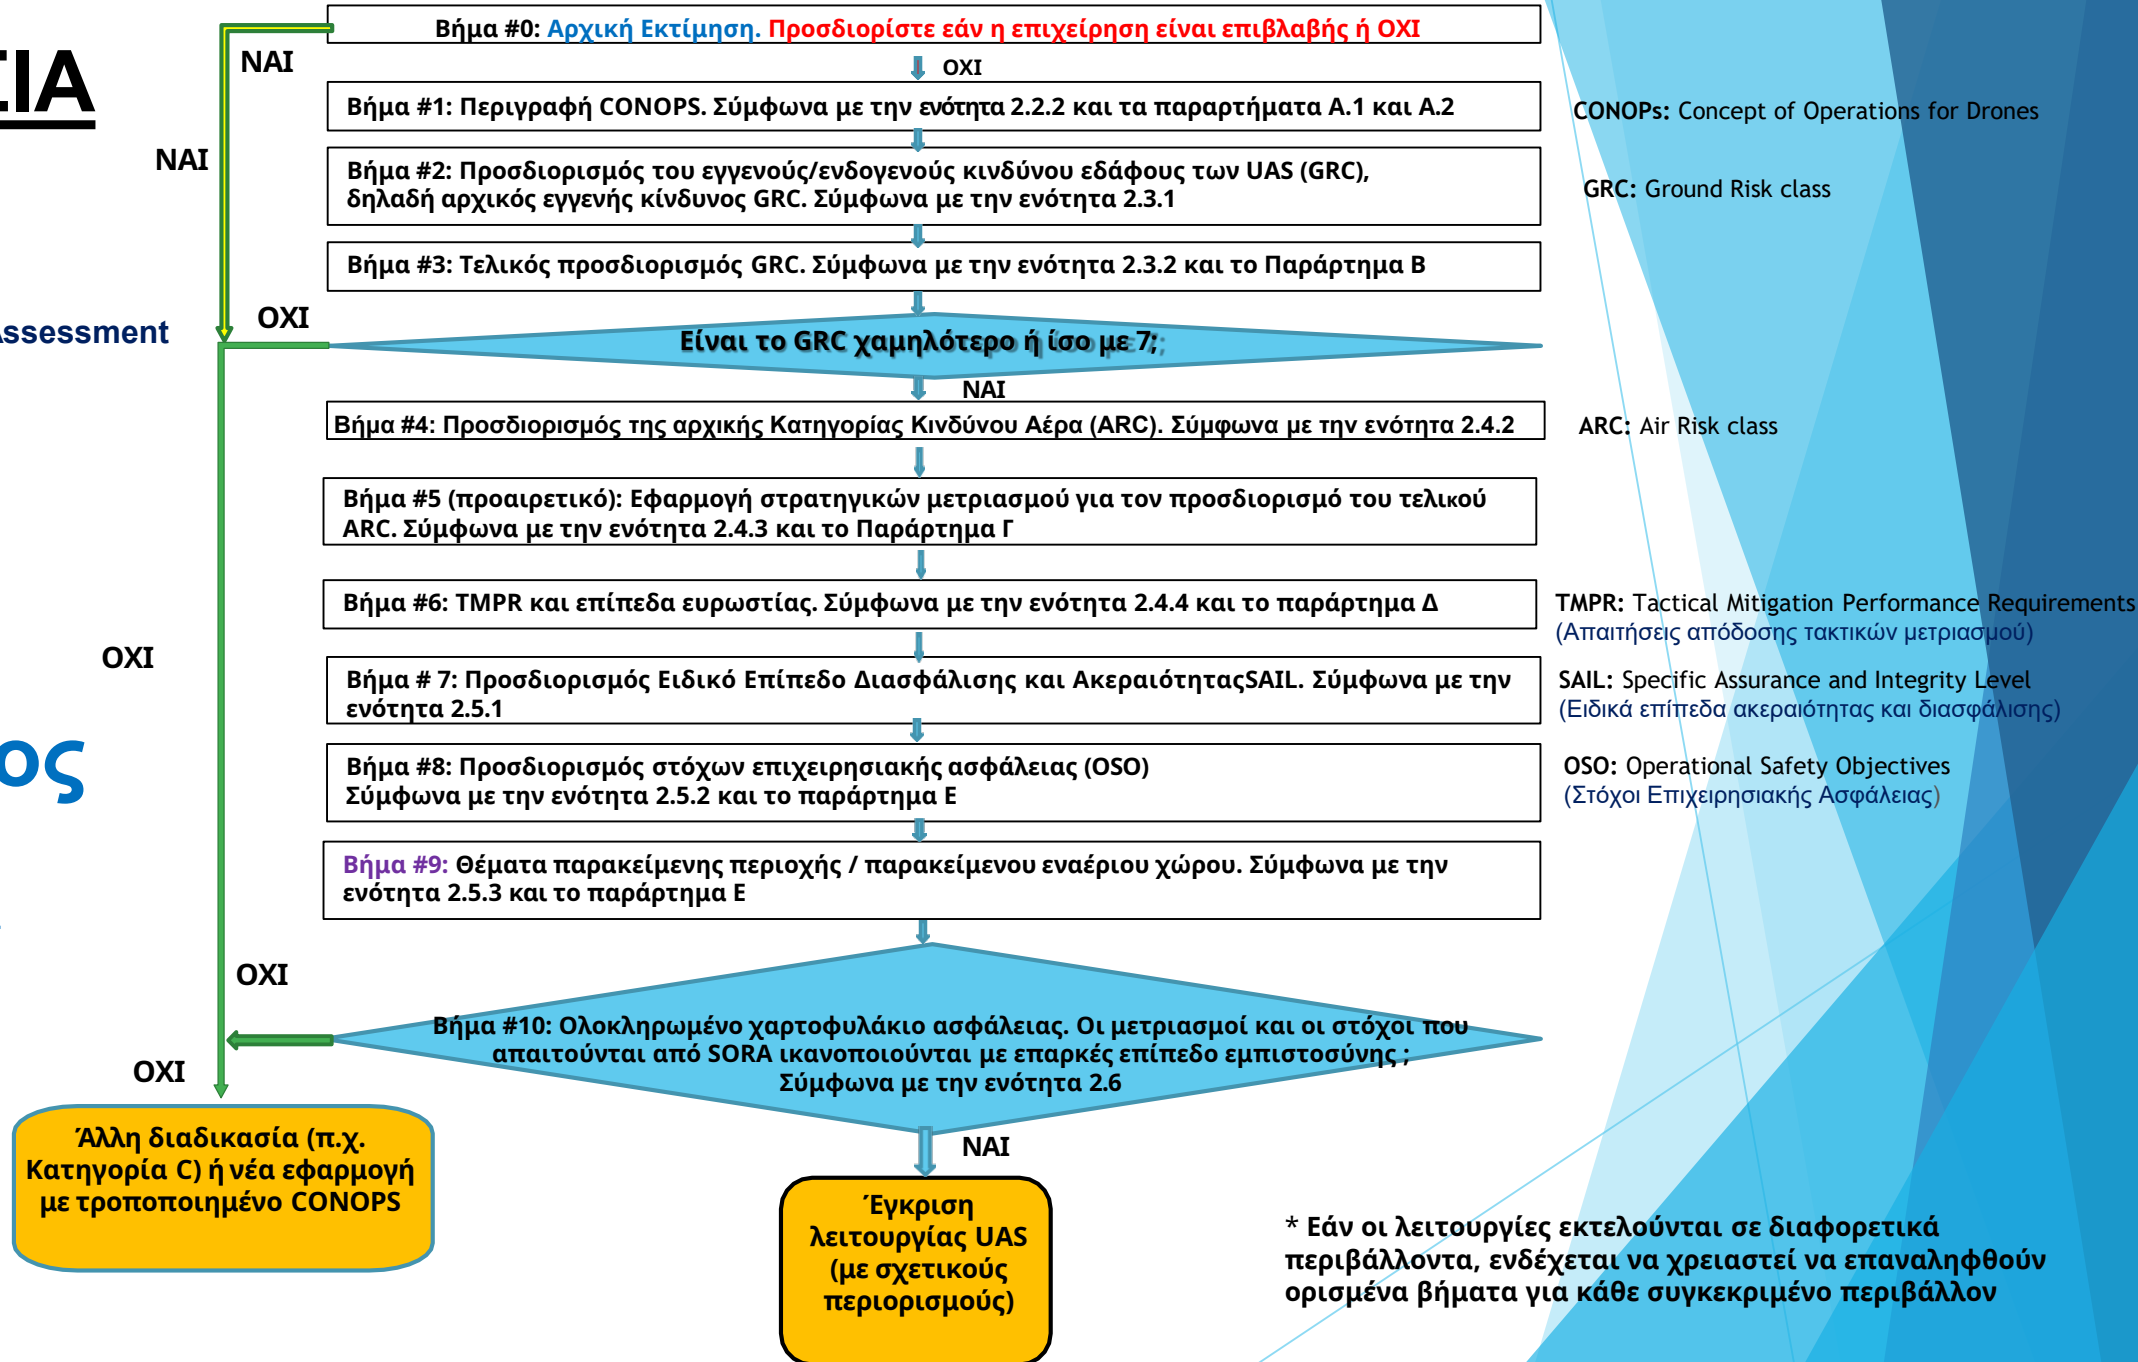 ΣΙΑ
Assessment
ος
Βήμα #0: Αρχική Εκτίμηση. Προσδιορίστε εάν η επιχείρηση είναι επιβλαβής ή ΟΧΙ
ΝΑΙ
ΟΧΙ
Βήμα #1: Περιγραφή CONOPS. Σύμφωνα με την ενότητα 2.2.2 και τα παραρτήματα Α.1 και Α.2
CONOPs: Concept of Operations for Drones
ΝΑΙ
Βήμα #2: Προσδιορισμός του εγγενούς/ενδογενούς κινδύνου εδάφους των UAS (GRC),
δηλαδή αρχικός εγγενής κίνδυνος GRC. Σύμφωνα με την ενότητα 2.3.1
GRC: Ground Risk class
Βήμα #3: Τελικός προσδιορισμός GRC. Σύμφωνα με την ενότητα 2.3.2 και το Παράρτημα Β
ΟΧΙ
Είναι το GRC χαμηλότερο ή ίσο με 7;
ΝΑΙ
Βήμα #4: Προσδιορισμός της αρχικής Κατηγορίας Κινδύνου Αέρα (ARC). Σύμφωνα με την ενότητα 2.4.2
ARC: Air Risk class
Βήμα #5 (προαιρετικό): Εφαρμογή στρατηγικών μετριασμού για τον προσδιορισμό του τελικού
ARC. Σύμφωνα με την ενότητα 2.4.3 και το Παράρτημα Γ
Βήμα #6: TMPR και επίπεδα ευρωστίας. Σύμφωνα με την ενότητα 2.4.4 και το παράρτημα Δ
TMPR: Tactical Mitigation Performance Requirements
(Απαιτήσεις απόδοσης τακτικών μετριασμού)
ΟΧΙ
Βήμα # 7: Προσδιορισμός Ειδικό Επίπεδο Διασφάλισης και ΑκεραιότηταςSAIL. Σύμφωνα με την
ενότητα 2.5.1
SAIL: Specific Assurance and Integrity Level
(Ειδικά επίπεδα ακεραιότητας και διασφάλισης)
Βήμα #8: Προσδιορισμός στόχων επιχειρησιακής ασφάλειας (OSO)
Σύμφωνα με την ενότητα 2.5.2 και το παράρτημα Ε
OSO: Operational Safety Objectives
(Στόχοι Επιχειρησιακής Ασφάλειας)
Βήμα #9: Θέματα παρακείμενης περιοχής / παρακείμενου εναέριου χώρου. Σύμφωνα με την
ενότητα 2.5.3 και το παράρτημα Ε
ΟΧΙ
Βήμα #10: Ολοκληρωμένο χαρτοφυλάκιο ασφάλειας. Οι μετριασμοί και οι στόχοι που
απαιτούνται από SORA ικανοποιούνται με επαρκές επίπεδο εμπιστοσύνης ;
Σύμφωνα με την ενότητα 2.6
ΟΧΙ
ΝΑΙ
Άλλη διαδικασία (π.χ.
Κατηγορία C) ή νέα εφαρμογή
με τροποποιημένο CONOPS
Έγκριση
λειτουργίας UAS
(με σχετικούς
περιορισμούς)
* Εάν οι λειτουργίες εκτελούνται σε διαφορετικά
περιβάλλοντα, ενδέχεται να χρειαστεί να επαναληφθούν
ορισμένα βήματα για κάθε συγκεκριμένο περιβάλλον